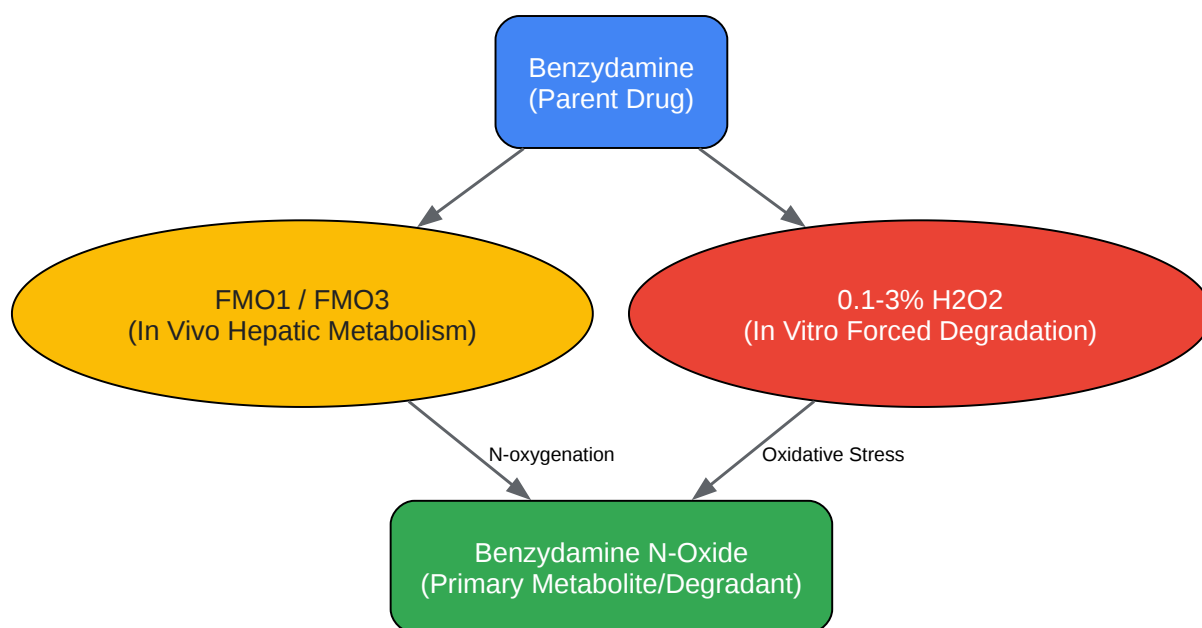 Benzydamine
(Parent Drug)
FMO1 / FMO3
(In Vivo Hepatic Metabolism)
0.1-3% H2O2
(In Vitro Forced Degradation)
N-oxygenation
Oxidative Stress
Benzydamine N-Oxide
(Primary Metabolite/Degradant)